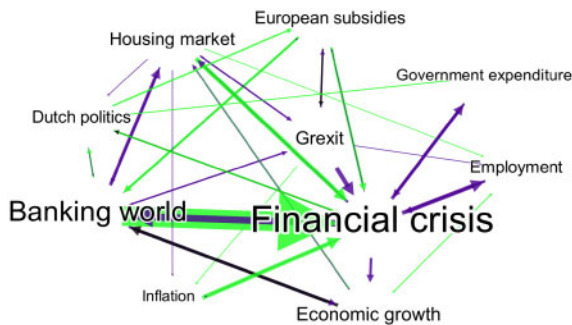 European subsidies
Housing market
Government expenditure
Dutch politics
Grexit
Employment
Banking world
Financial crisis
Inflation
Economic growth